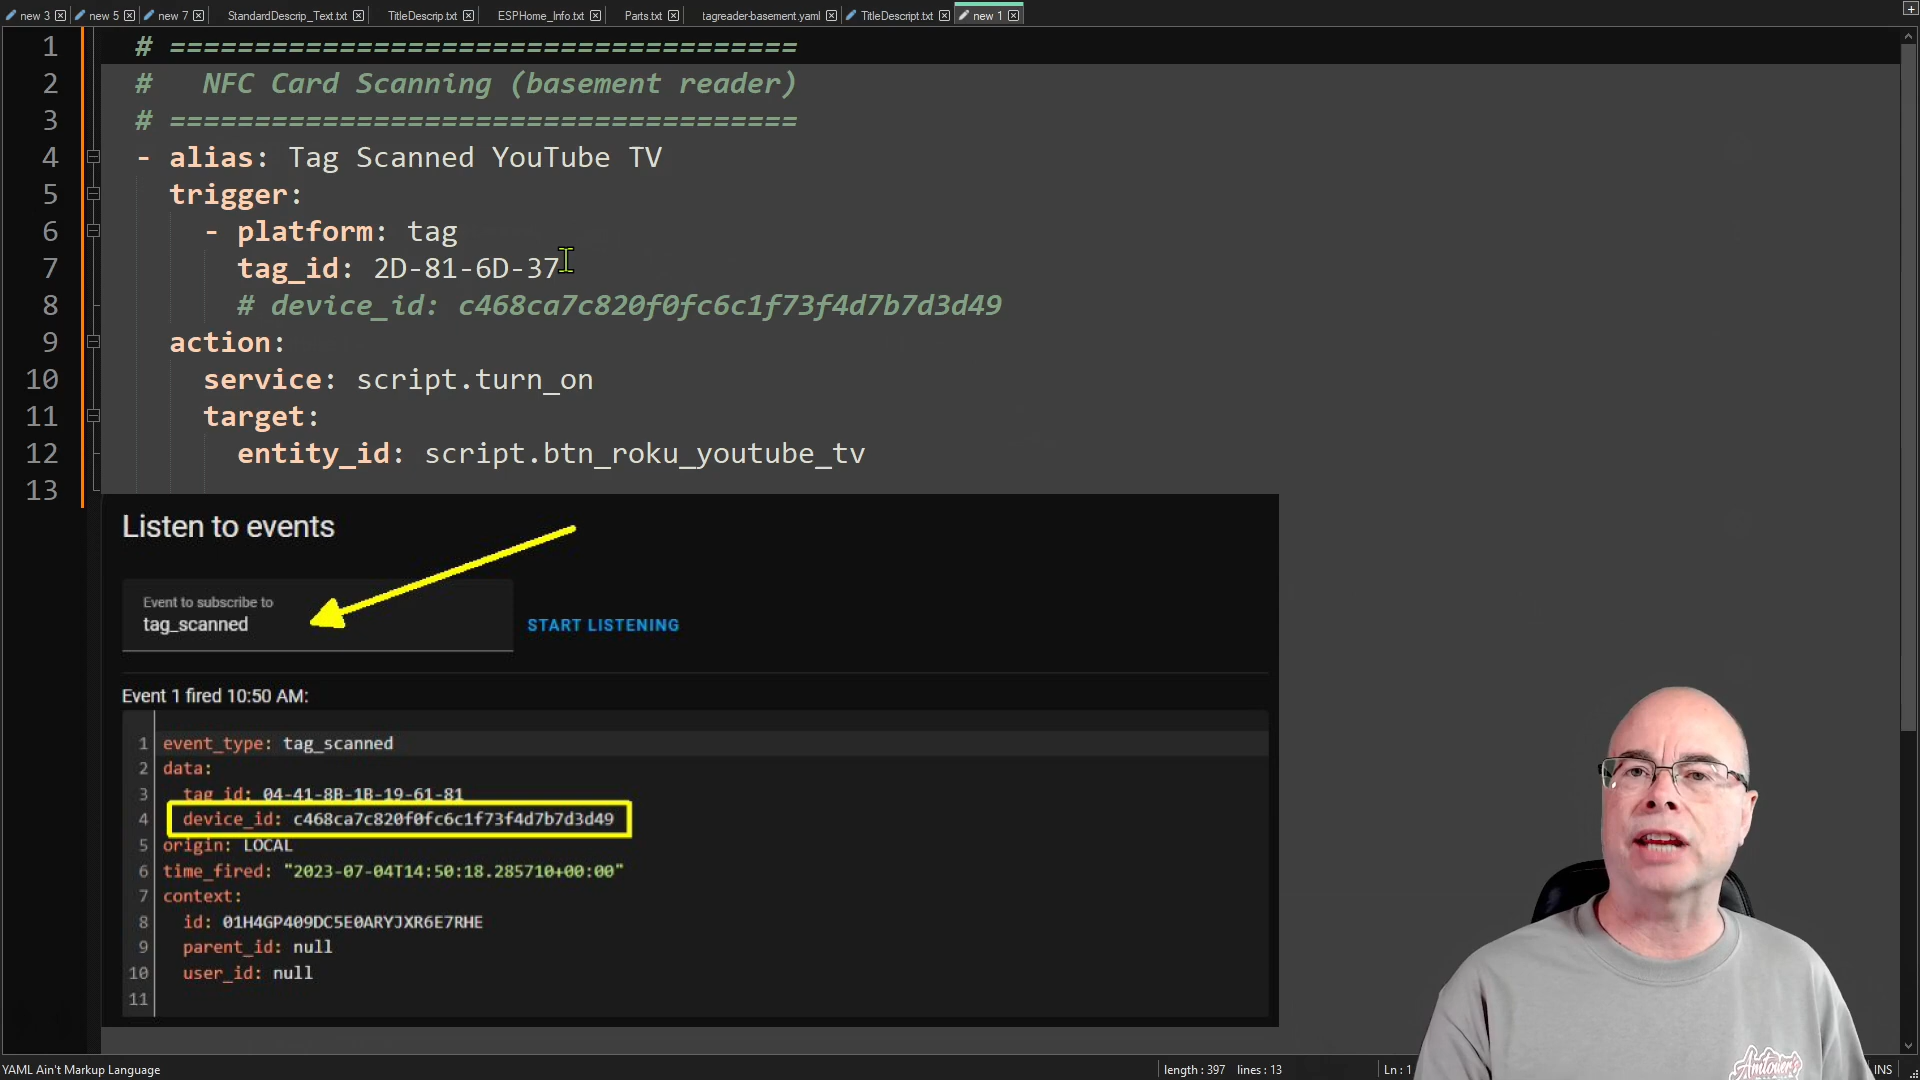 new 3 new 5 new 7 StandardDescrip_Text.txt TitleDescrip.txt ESPHome_Info.txt Parts.txt tagreader-basement.yaml TitleDescript.txt new 1
1 # =====================================
2 # NFC Card Scanning (basement reader)
3 # =====================================
4 - alias: Tag Scanned YouTube TV
5 trigger:
6 - platform: tag
7 tag_id: 2D-81-6D-37
8 # device_id: c468ca7c820f0fc6c1f73f4d7b7d3d49
9 action:
10 service: script.turn_on
11 target:
12 entity_id: script.btn_roku_youtube_tv
13
Listen to events
Event to subscribe to
tag_scanned
START LISTENING
Event 1 fired 10:50 AM:
1 event_type: tag_scanned
2 data:
3 tag_id: 04-41-8B-1B-19-61-81
4 device_id: c468ca7c820f0fc6c1f73f4d7b7d3d49
5 origin: LOCAL
6 time_fired: "2023-07-04T14:50:18.285710+00:00"
7 context:
8 id: 01H4GP409DC5E0ARYJXR6E7RHE
9 parent_id: null
10 user_id: null
11
YAML Ain't Markup Language length : 397 lines : 13 Ln : 1 INS